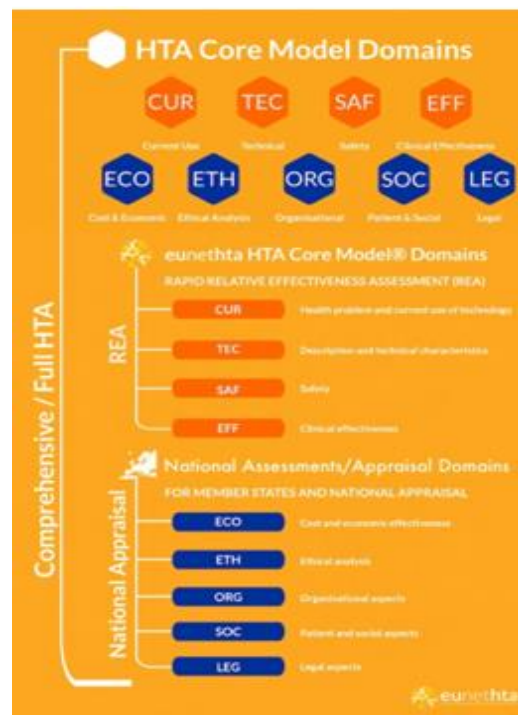 HTA Core Model Domains
CUR TEC SAF EFF
Current Use Technical Safety Clinical Effectiveness
ECO ETH ORG SOC LEG
Cost & Economic Ethical Analysis Organisational Patient & Social Legal
eunethta HTA Core Model® Domains
RAPID RELATIVE EFFECTIVENESS ASSESSMENT (REA)
CUR Health problem and current use of technology
TEC Description and technical characteristics
SAF Safety
EFF Clinical effectiveness
REA
National Assessments/Appraisal Domains
FOR MEMBER STATES AND NATIONAL APPRAISAL
ECO Cost and economic effectiveness
ETH Ethical analysis
ORG Organisational aspects
SOC Patient and social aspects
LEG Legal aspects
National Appraisal
Comprehensive / Full HTA
eunethta